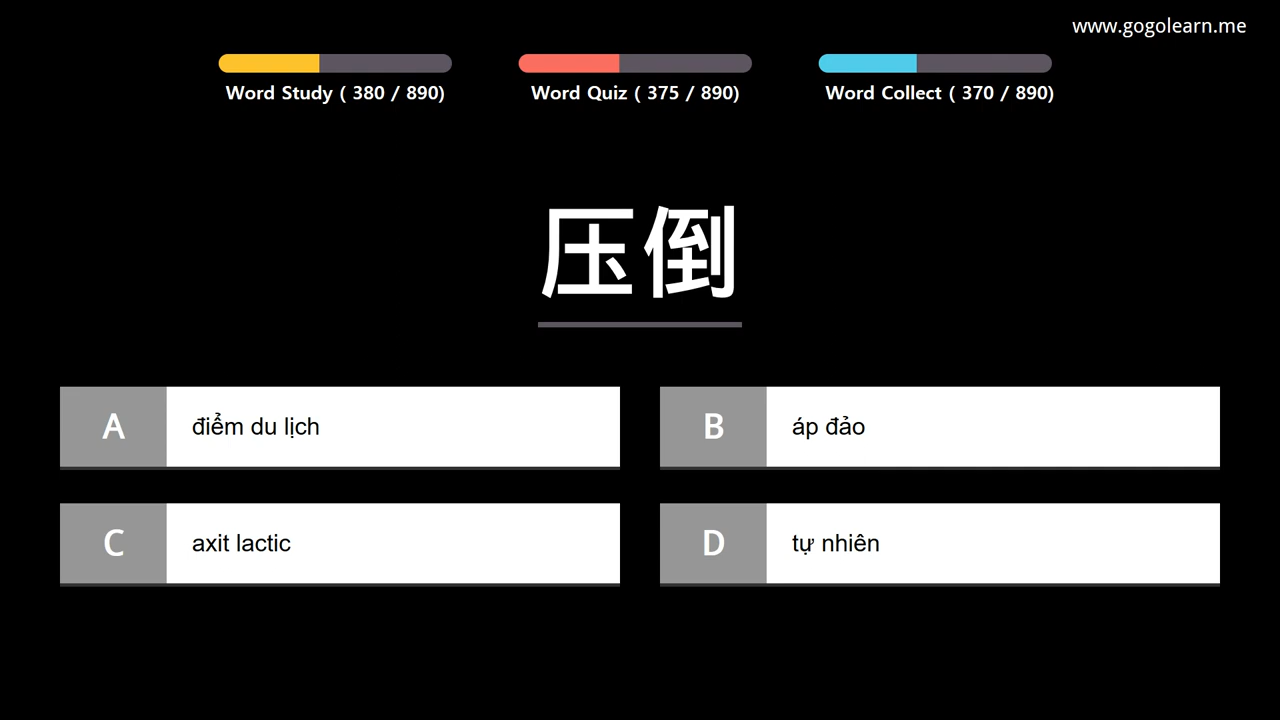 www.gogolearn.me
Word Study ( 380 / 890)
Word Quiz ( 375 / 890)
Word Collect ( 370 / 890)
压倒
A điểm du lịch
B áp đảo
C axit lactic
D tự nhiên